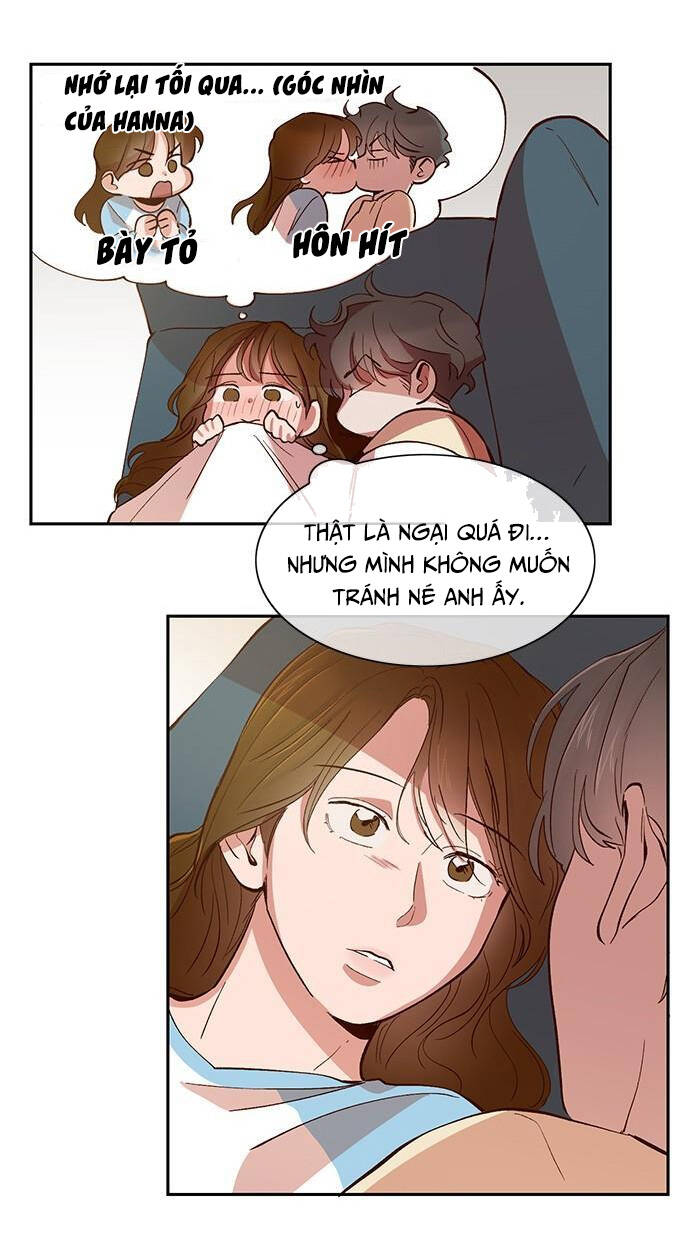 NHỚ LẠI TỐI QUA... (GÓC NHÌN
CỦA HANNA)
BÀY TỎ
HÔN HÍT
THẬT LÀ NGẠI QUÁ ĐI...
NHƯNG MÌNH KHÔNG MUỐN
TRÁNH NÉ ANH ẤY.